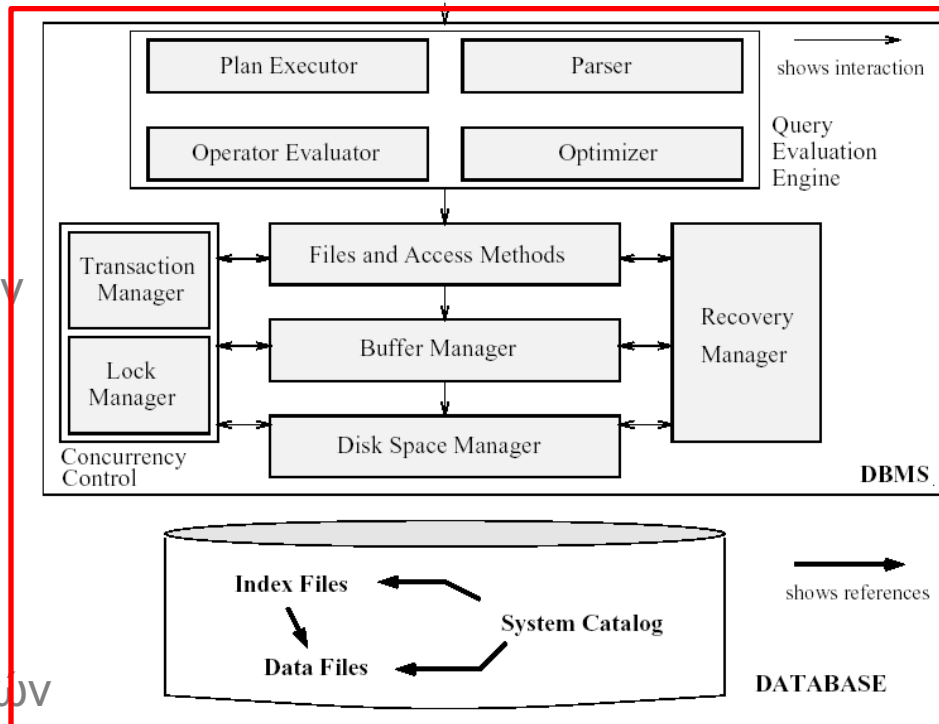 Plan Executor
Parser
shows interaction
Operator Evaluator
Optimizer
Query
Evaluation
Engine
Transaction
Manager
Files and Access Methods
Recovery
Manager
Buffer Manager
Lock
Manager
Disk Space Manager
Concurrency
Control
DBMS
Index Files
shows references
System Catalog
Data Files
DATABASE
ών